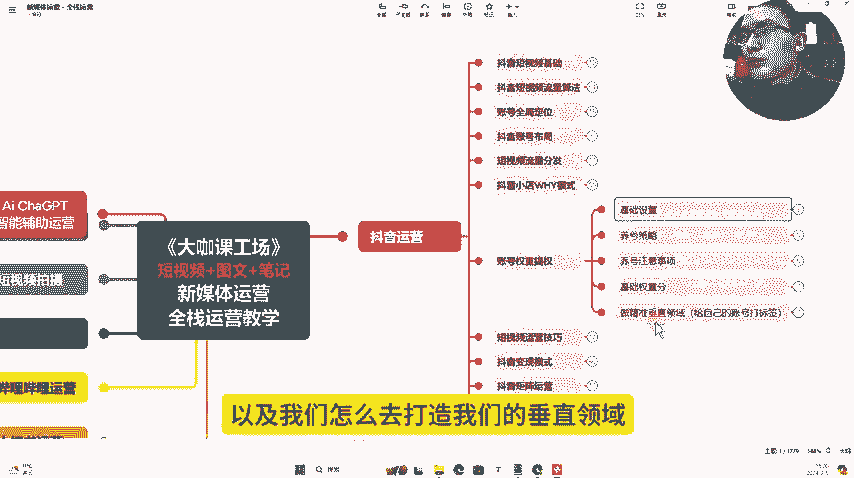 新媒体运营·全栈运营
Ai ChaGPT
智能辅助运营
短视频拍摄
哔哩哔哩运营
《大咖课工场》
短视频+图文+笔记
新媒体运营
全栈运营教学
抖音运营
抖音短视频基础
抖音短视频流量算法
账号全局定位
抖音账号布局
短视频流量分发
抖音小店WHY模式
账号权重提权
基础设置
养号策略
养号注意事项
基础权重分
做精准垂直领域（给自己的账号打标签）
短视频运营技巧
抖音变现模式
抖音矩阵运营
以及我们怎么去打造我们的垂直领域
搜索